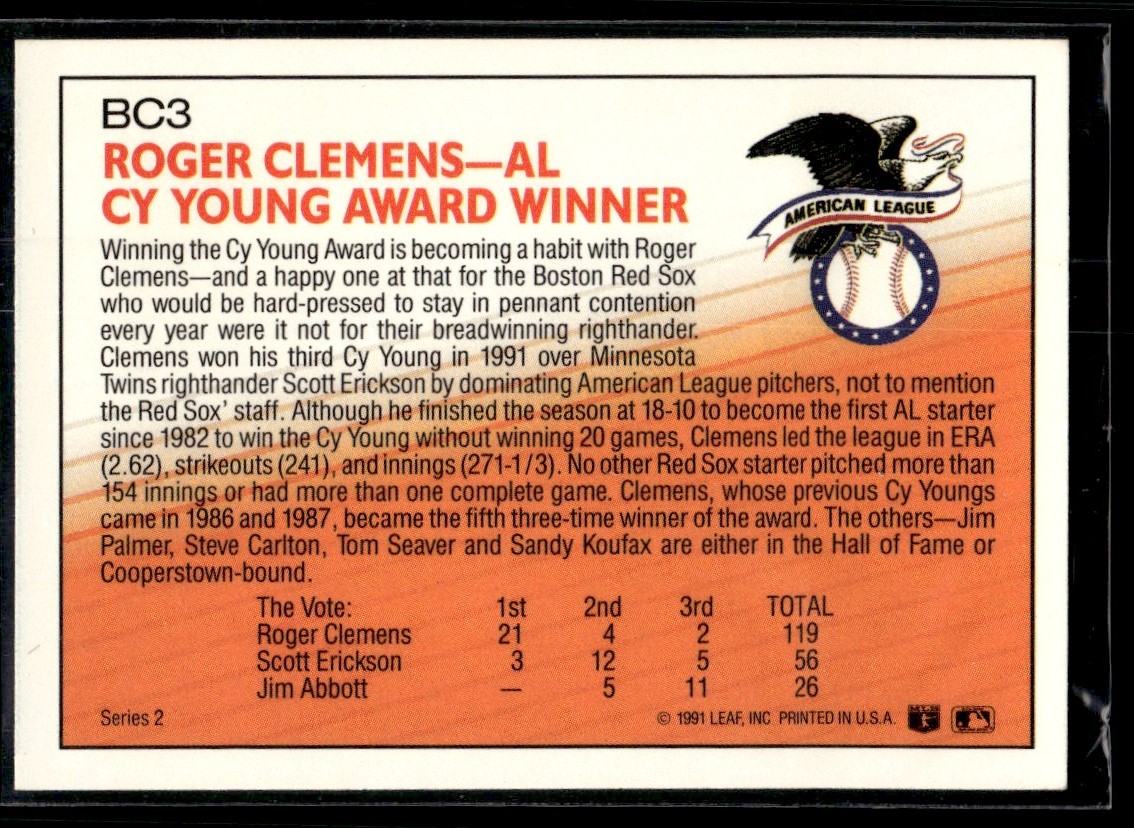 BC3
ROGER CLEMENS—AL
CY YOUNG AWARD WINNER
AMERICAN LEAGUE
Winning the Cy Young Award is becoming a habit with Roger
Clemens—and a happy one at that for the Boston Red Sox
who would be hard-pressed to stay in pennant contention
every year were it not for their breadwinning righthander.
Clemens won his third Cy Young in 1991 over Minnesota
Twins righthander Scott Erickson by dominating American League pitchers, not to mention
the Red Sox' staff. Although he finished the season at 18-10 to become the first AL starter
since 1982 to win the Cy Young without winning 20 games, Clemens led the league in ERA
(2.62), strikeouts (241), and innings (271-1/3). No other Red Sox starter pitched more than
154 innings or had more than one complete game. Clemens, whose previous Cy Youngs
came in 1986 and 1987, became the fifth three-time winner of the award. The others—Jim
Palmer, Steve Carlton, Tom Seaver and Sandy Koufax are either in the Hall of Fame or
Cooperstown-bound.
The Vote: 1st 2nd 3rd TOTAL
Roger Clemens 21 4 2 119
Scott Erickson 3 12 5 56
Jim Abbott — 5 11 26
Series 2 © 1991 LEAF, INC PRINTED IN U.S.A.